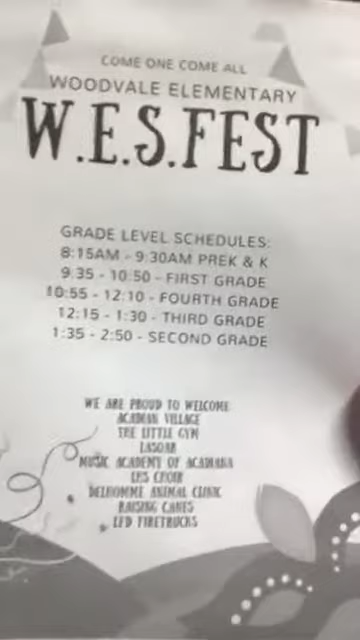 COME ONE COME ALL
WOODVALE ELEMENTARY
W.E.S.FEST
GRADE LEVEL SCHEDULES:
8:15AM - 9:30AM PREK & K
9:35 - 10:50 - FIRST GRADE
10:55 - 12:10 - FOURTH GRADE
12:15 - 1:30 - THIRD GRADE
1:35 - 2:50 - SECOND GRADE
WE ARE PROUD TO WELCOME
ACADIAN VILLAGE
THE LITTLE GYM
MUSIC ACADEMY OF ACADIANA
CHOIR
DELHOMME ANIMAL CLINIC
RAISING CANES
LFD FIRETRUCKS